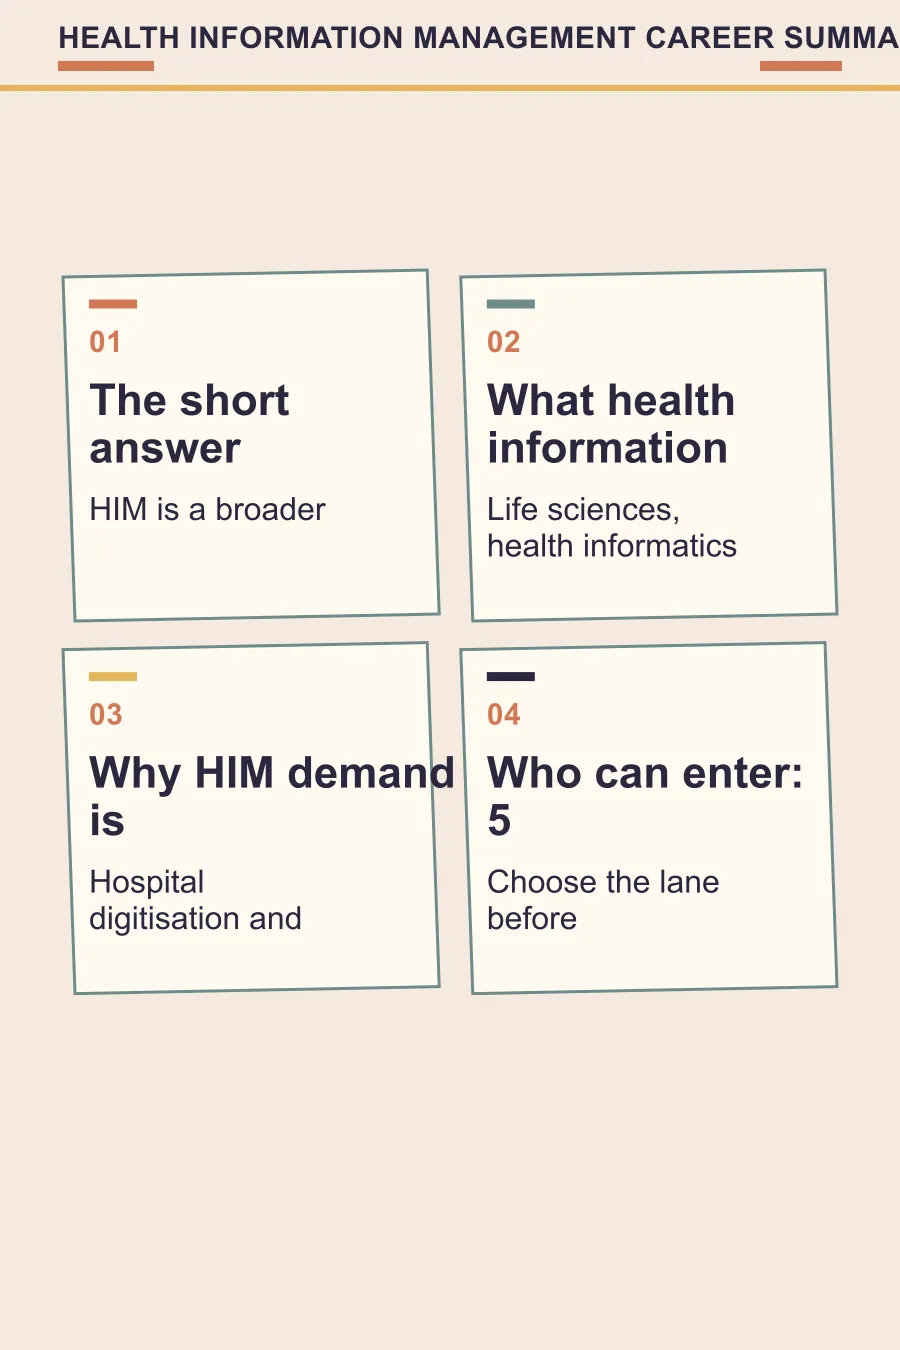 HEALTH INFORMATION MANAGEMENT CAREER SUMMA
01
The short
answer
HIM is a broader
02
What health
information
Life sciences,
health informatics
03
Why HIM demand
is
Hospital
digitisation and
04
Who can enter:
5
Choose the lane
before